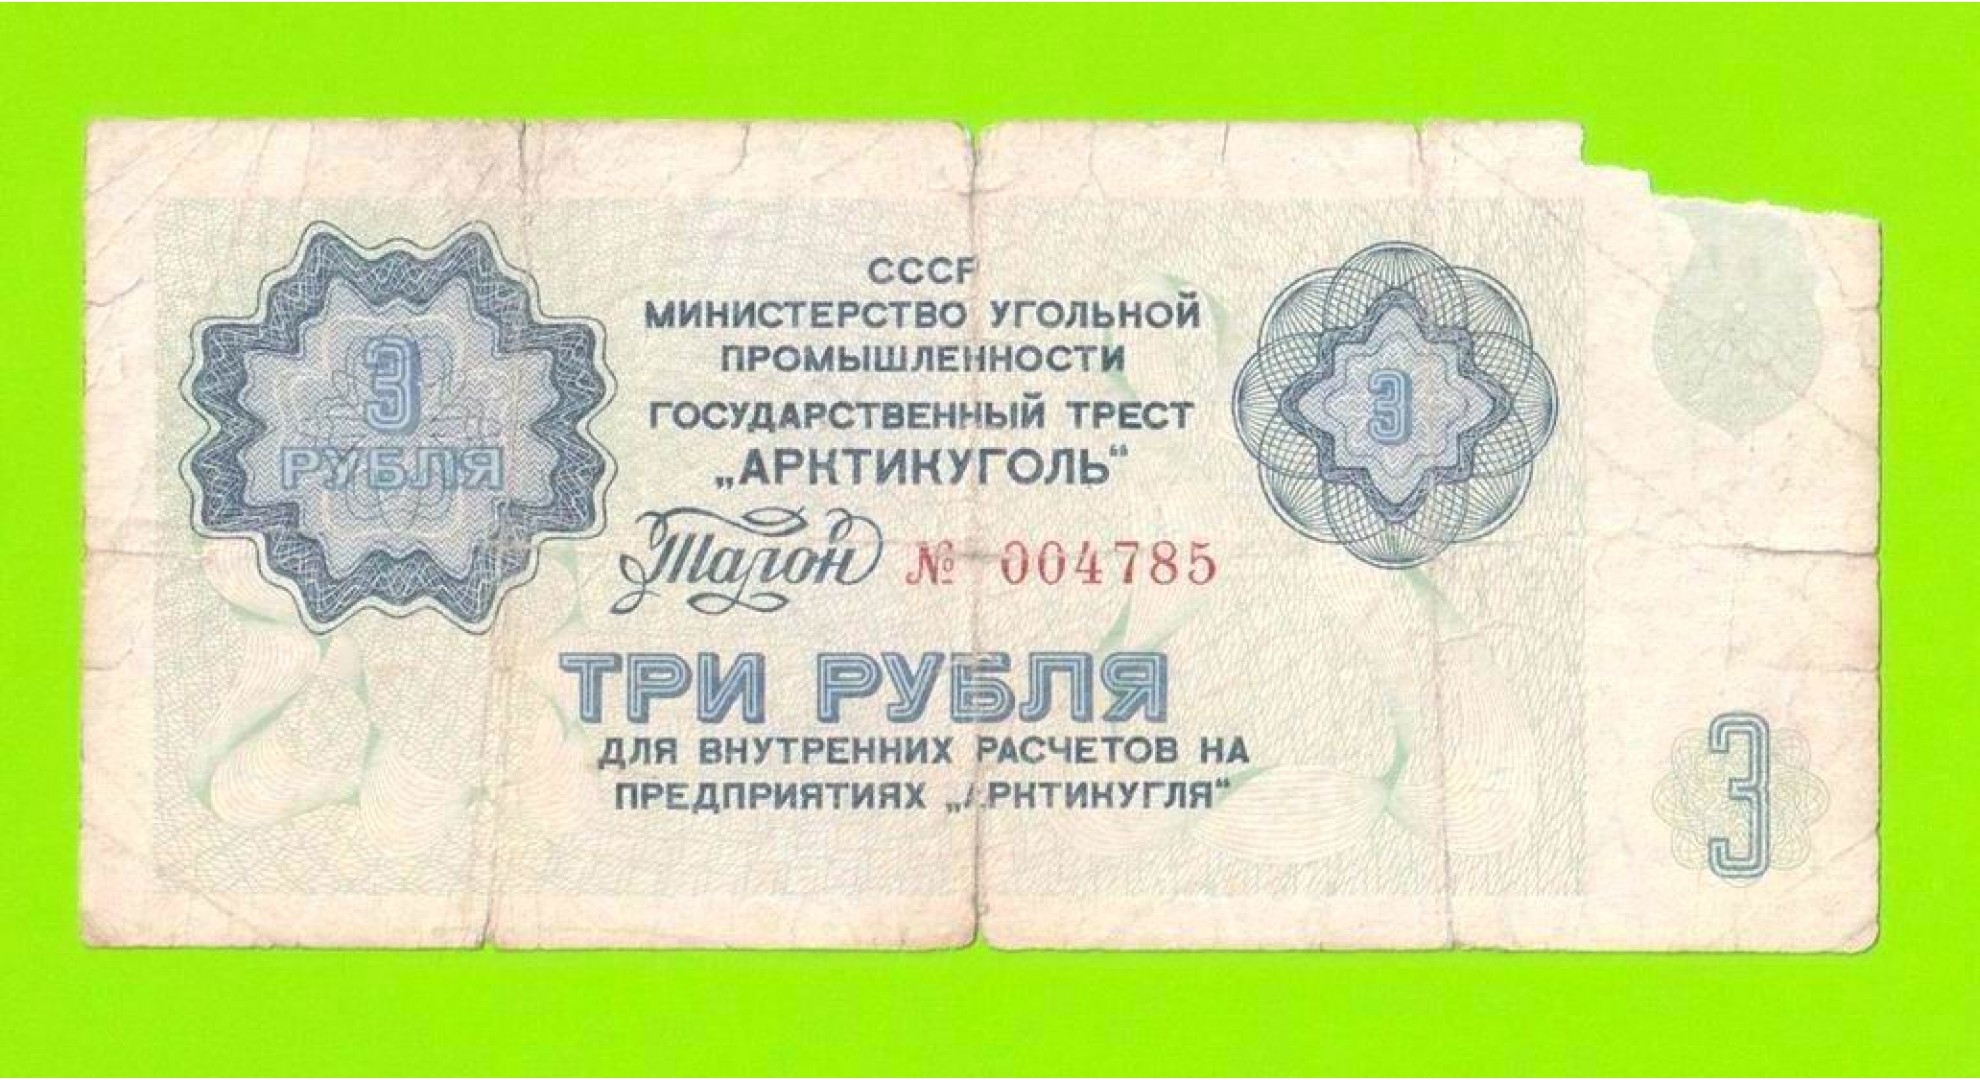 3
РУБЛЯ
СССР
МИНИСТЕРСТВО УГОЛЬНОЙ
ПРОМЫШЛЕННОСТИ
ГОСУДАРСТВЕННЫЙ ТРЕСТ
„АРКТИКУГОЛЬ“
3
Талон № 004785
ТРИ РУБЛЯ
ДЛЯ ВНУТРЕННИХ РАСЧЕТОВ НА
ПРЕДПРИЯТИЯХ „АРКТИКУГЛЯ“
3